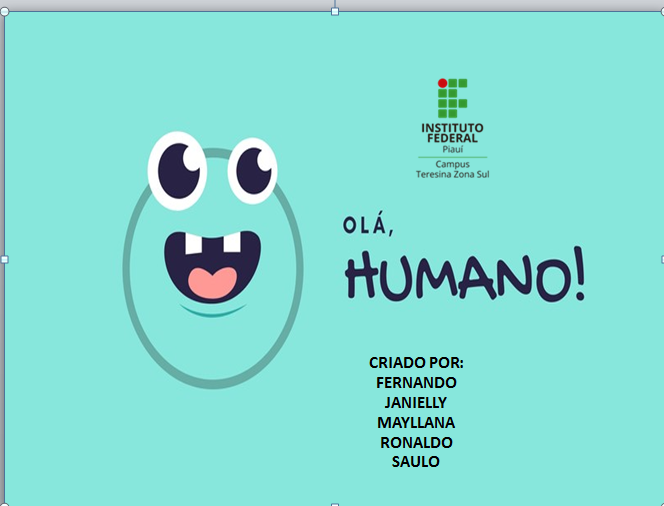 INSTITUTO
FEDERAL
Piauí
Campus
Teresina Zona Sul
OLÁ,
HUMANO!
CRIADO POR:
FERNANDO
JANIELLY
MAYLLANA
RONALDO
SAULO